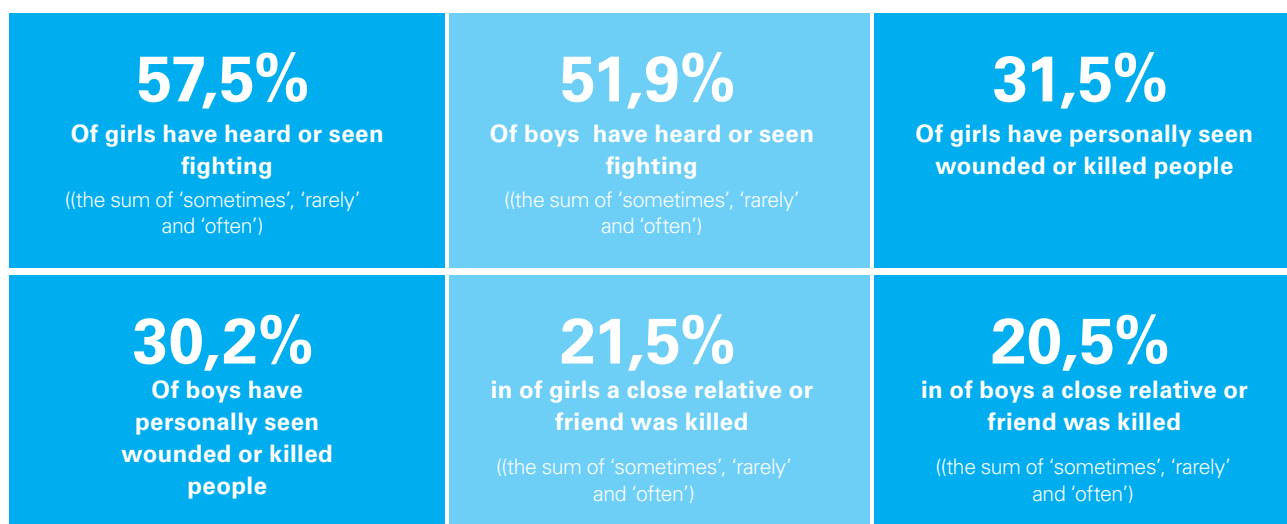 57,5%
Of girls have heard or seen
fighting
((the sum of ‘sometimes’, ‘rarely’
and ‘often’)
51,9%
Of boys  have heard or seen
fighting
((the sum of ‘sometimes’, ‘rarely’
and ‘often’)
31,5%
Of girls have personally seen
wounded or killed people
30,2%
Of boys have
personally seen
wounded or killed
people
21,5%
in of girls a close relative or
friend was killed
((the sum of ‘sometimes’, ‘rarely’
and ‘often’)
20,5%
in of boys a close relative or
friend was killed
((the sum of ‘sometimes’, ‘rarely’
and ‘often’)